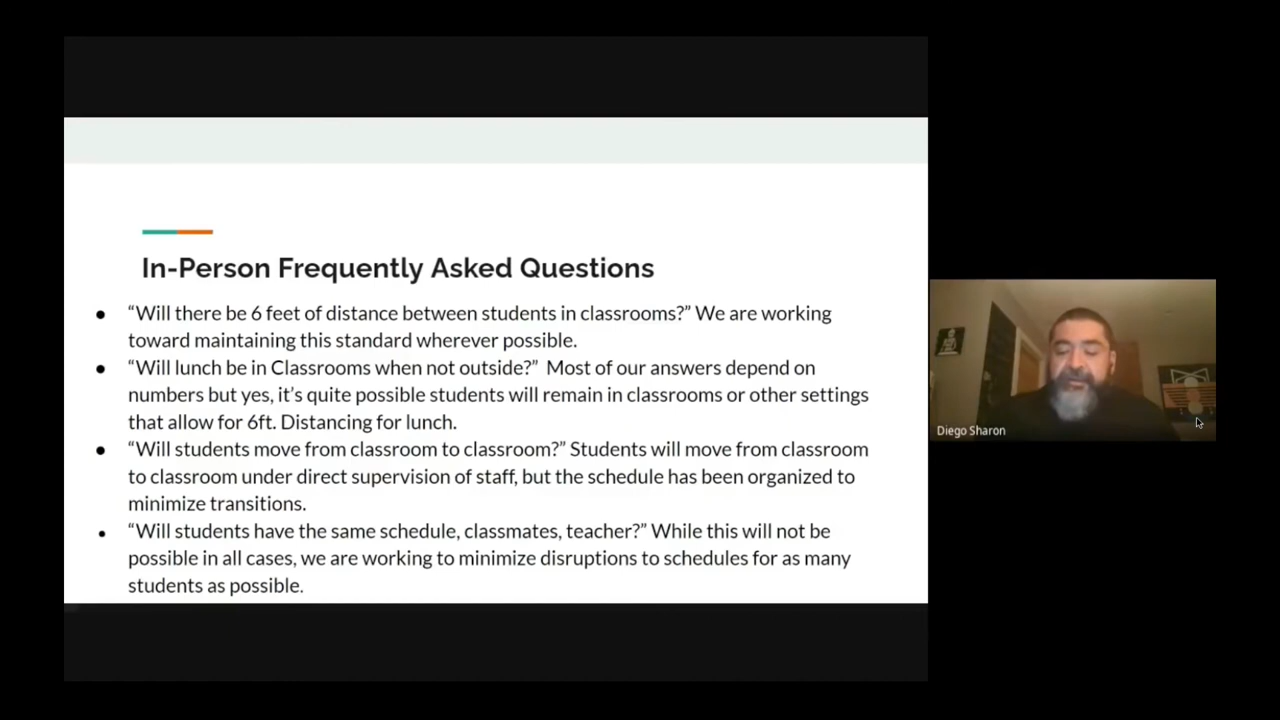 In-Person Frequently Asked Questions
● “Will there be 6 feet of distance between students in classrooms?” We are working
toward maintaining this standard wherever possible.
● “Will lunch be in Classrooms when not outside?”  Most of our answers depend on
numbers but yes, it’s quite possible students will remain in classrooms or other settings
that allow for 6ft. Distancing for lunch.
● “Will students move from classroom to classroom?” Students will move from classroom
to classroom under direct supervision of staff, but the schedule has been organized to
minimize transitions.
● “Will students have the same schedule, classmates, teacher?” While this will not be
possible in all cases, we are working to minimize disruptions to schedules for as many
students as possible.
Diego Sharon